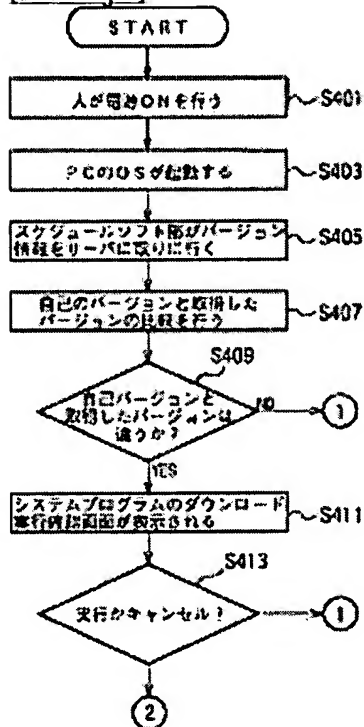 START
人が電源ONを行う
S401
PCのOSが起動する
S403
スケジュールソフト部がバージョン
情報をサーバに取りに行く
S405
自己のバージョンと取得した
バージョンの比較を行う
S407
S409
自己バージョンと
取得したバージョンは
違うか?
NO
1
YES
システムプログラムのダウンロード
実行確認画面が表示される
S411
S413
実行かキャンセル?
1
2